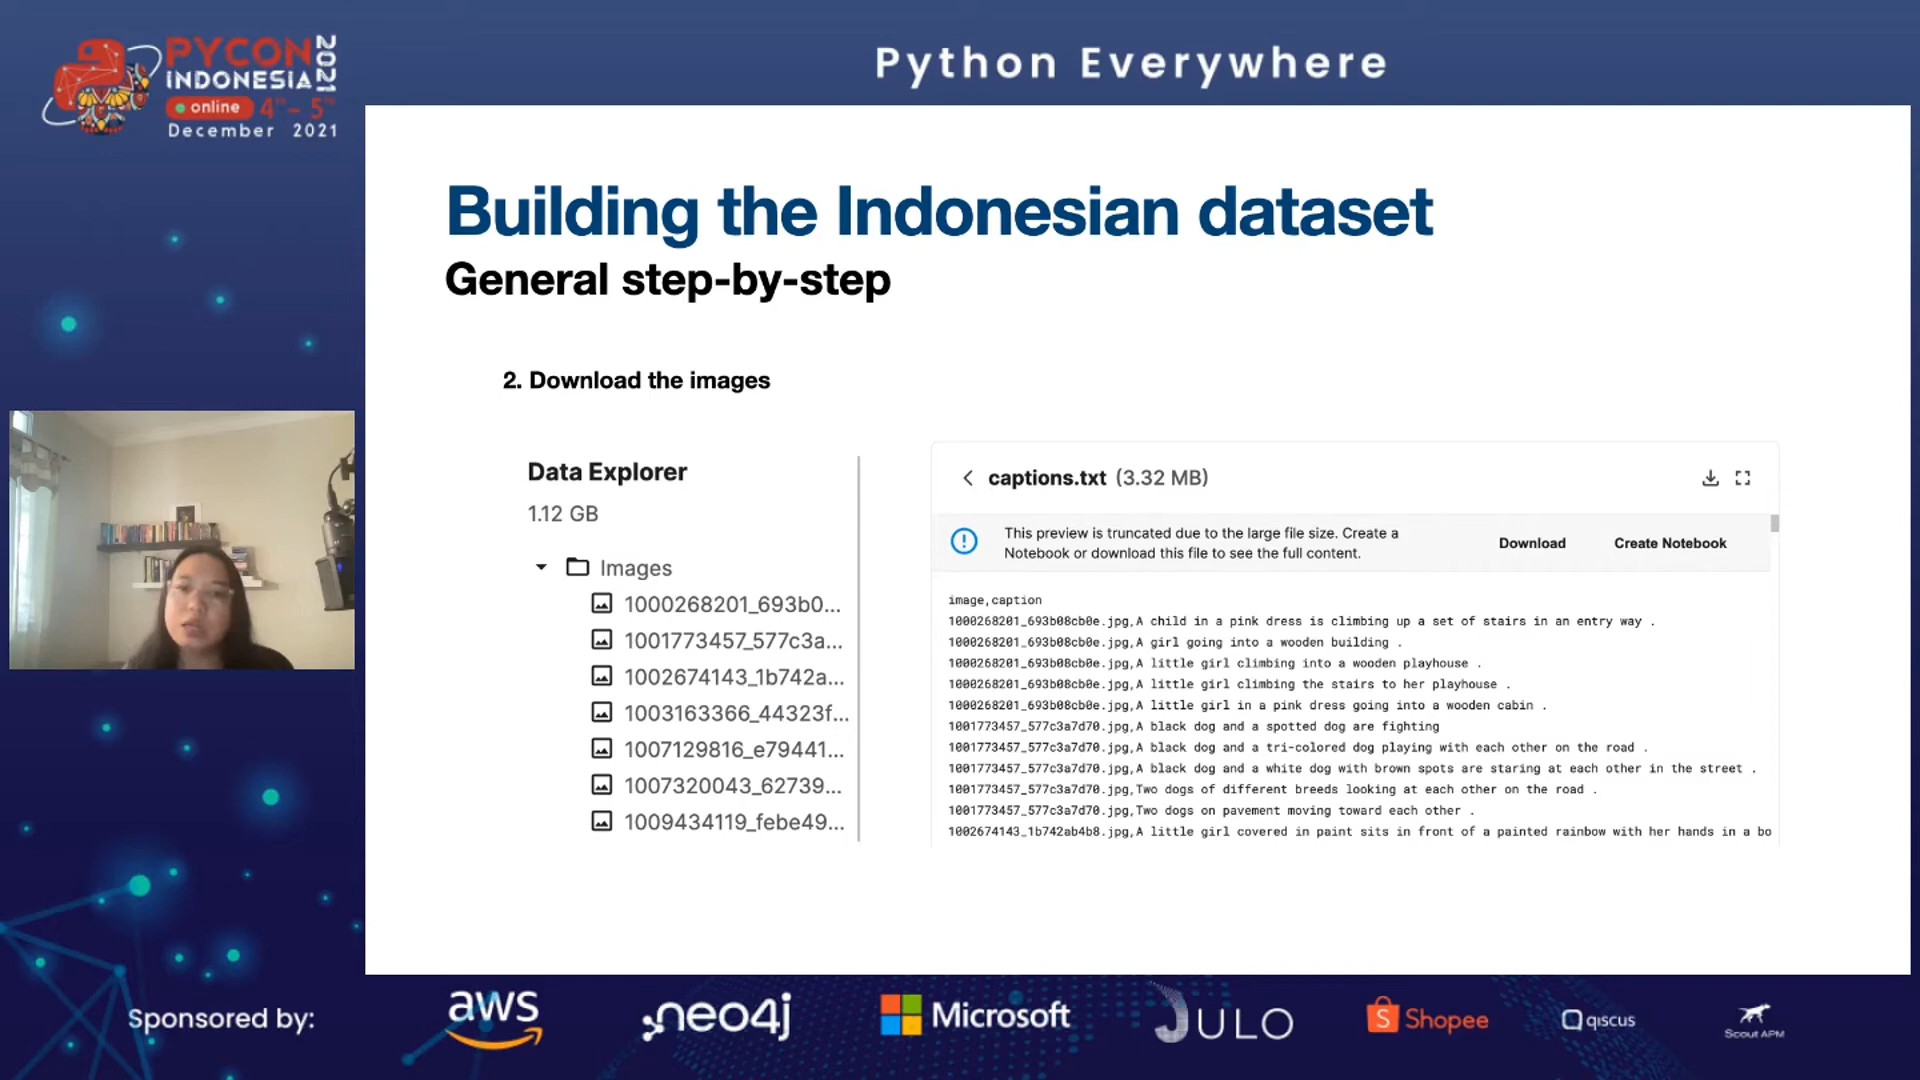 PYCON
2021
INDONESIA
online 4TH - 5TH
December 2021
Python Everywhere
Building the Indonesian dataset
General step-by-step
2. Download the images
Data Explorer
1.12 GB
Images
1000268201_693b0...
1001773457_577c3a...
1002674143_1b742a...
1003163366_44323f...
1007129816_e79441...
1007320043_62739...
1009434119_febe49...
captions.txt (3.32 MB)
This preview is truncated due to the large file size. Create a
Notebook or download this file to see the full content.
Download
Create Notebook
image,caption
1000268201_693b08cb0e.jpg,A child in a pink dress is climbing up a set of stairs in an entry way .
1000268201_693b08cb0e.jpg,A girl going into a wooden building .
1000268201_693b08cb0e.jpg,A little girl climbing into a wooden playhouse .
1000268201_693b08cb0e.jpg,A little girl climbing the stairs to her playhouse .
1000268201_693b08cb0e.jpg,A little girl in a pink dress going into a wooden cabin .
1001773457_577c3a7d70.jpg,A black dog and a spotted dog are fighting
1001773457_577c3a7d70.jpg,A black dog and a tri-colored dog playing with each other on the road .
1001773457_577c3a7d70.jpg,A black dog and a white dog with brown spots are staring at each other in the street .
1001773457_577c3a7d70.jpg,Two dogs of different breeds looking at each other on the road .
1001773457_577c3a7d70.jpg,Two dogs on pavement moving toward each other .
1002674143_1b742ab4b8.jpg,A little girl covered in paint sits in front of a painted rainbow with her hands in a bo
Sponsored by:
aws
neo4j
Microsoft
JULO
Shopee
qiscus
Scout APM